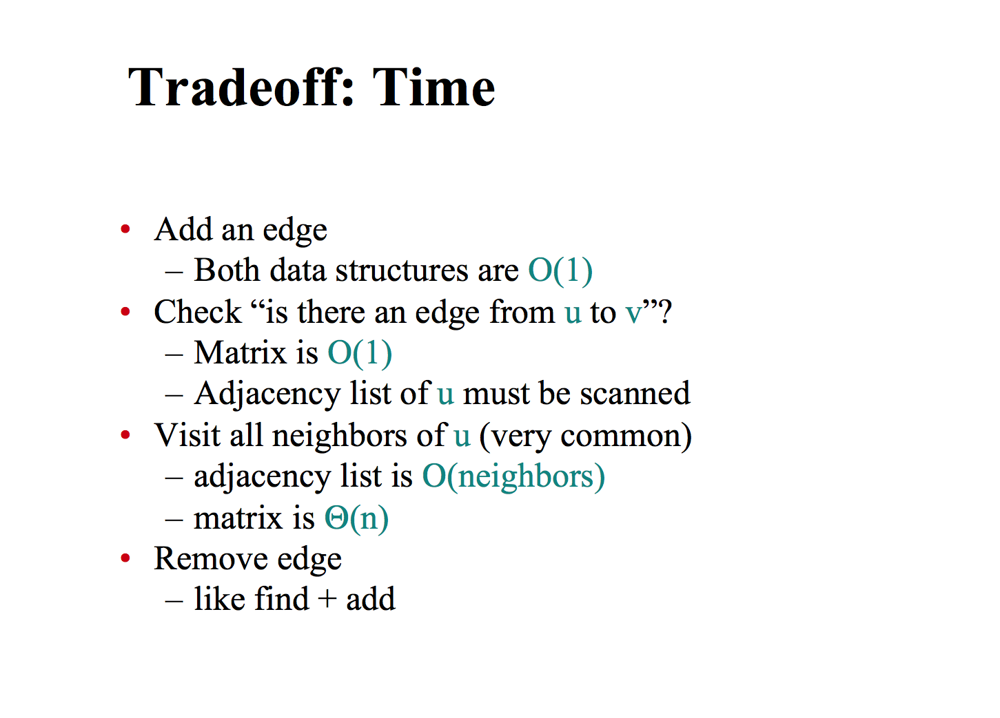 Tradeoff: Time
• Add an edge
– Both data structures are O(1)
• Check “is there an edge from u to v”?
– Matrix is O(1)
– Adjacency list of u must be scanned
• Visit all neighbors of u (very common)
– adjacency list is O(neighbors)
– matrix is Θ(n)
• Remove edge
– like find + add